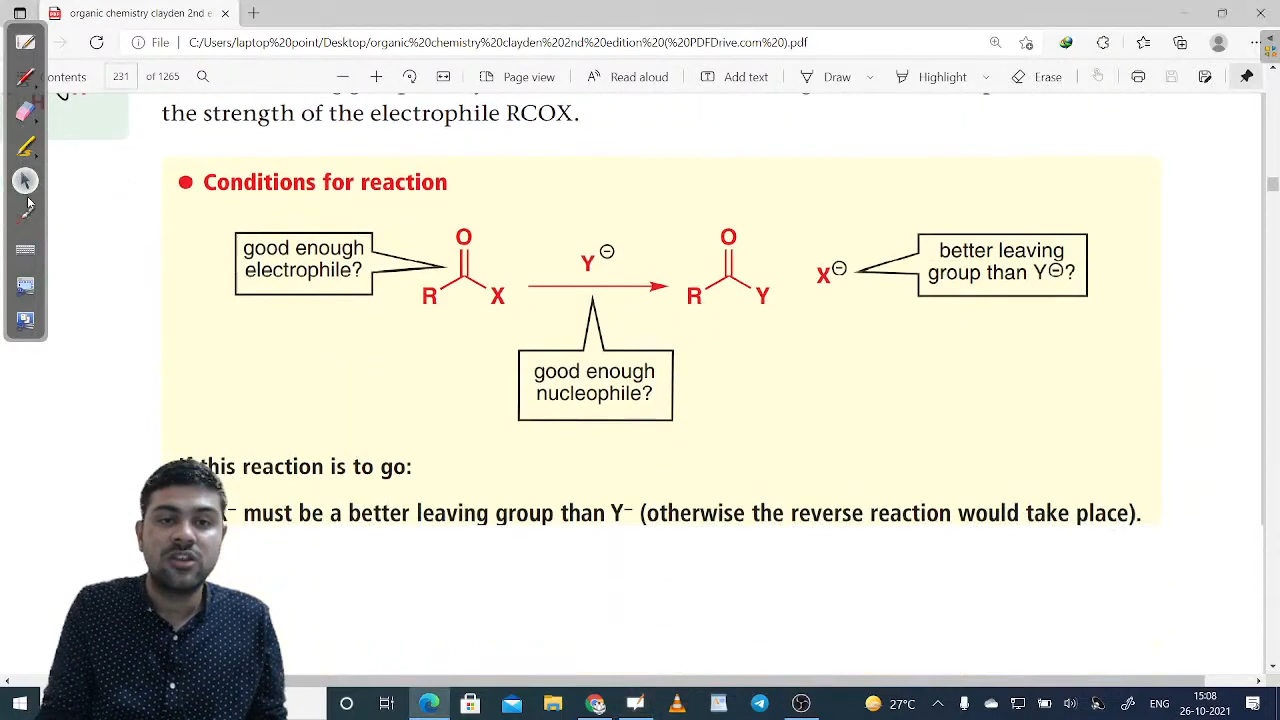 organic chemistry clayden 2nd e
File
C:/Users/laptop%20point/Desktop/organic%20chemistry%20clayden%20nd%20edition%20(%20PDFDrive.com%20).pdf
ontents
231
of 1265
Page view
Read aloud
Add text
Draw
Highlight
Erase
the strength of the electrophile RCOX.
● Conditions for reaction
good enough
electrophile?
O
R
X
Y ⊖
good enough
nucleophile?
O
R
Y
X ⊖
better leaving
group than Y⊖?
this reaction is to go:
must be a better leaving group than Y⁻ (otherwise the reverse reaction would take place).
27°C
ENG
15:08
26-10-2021